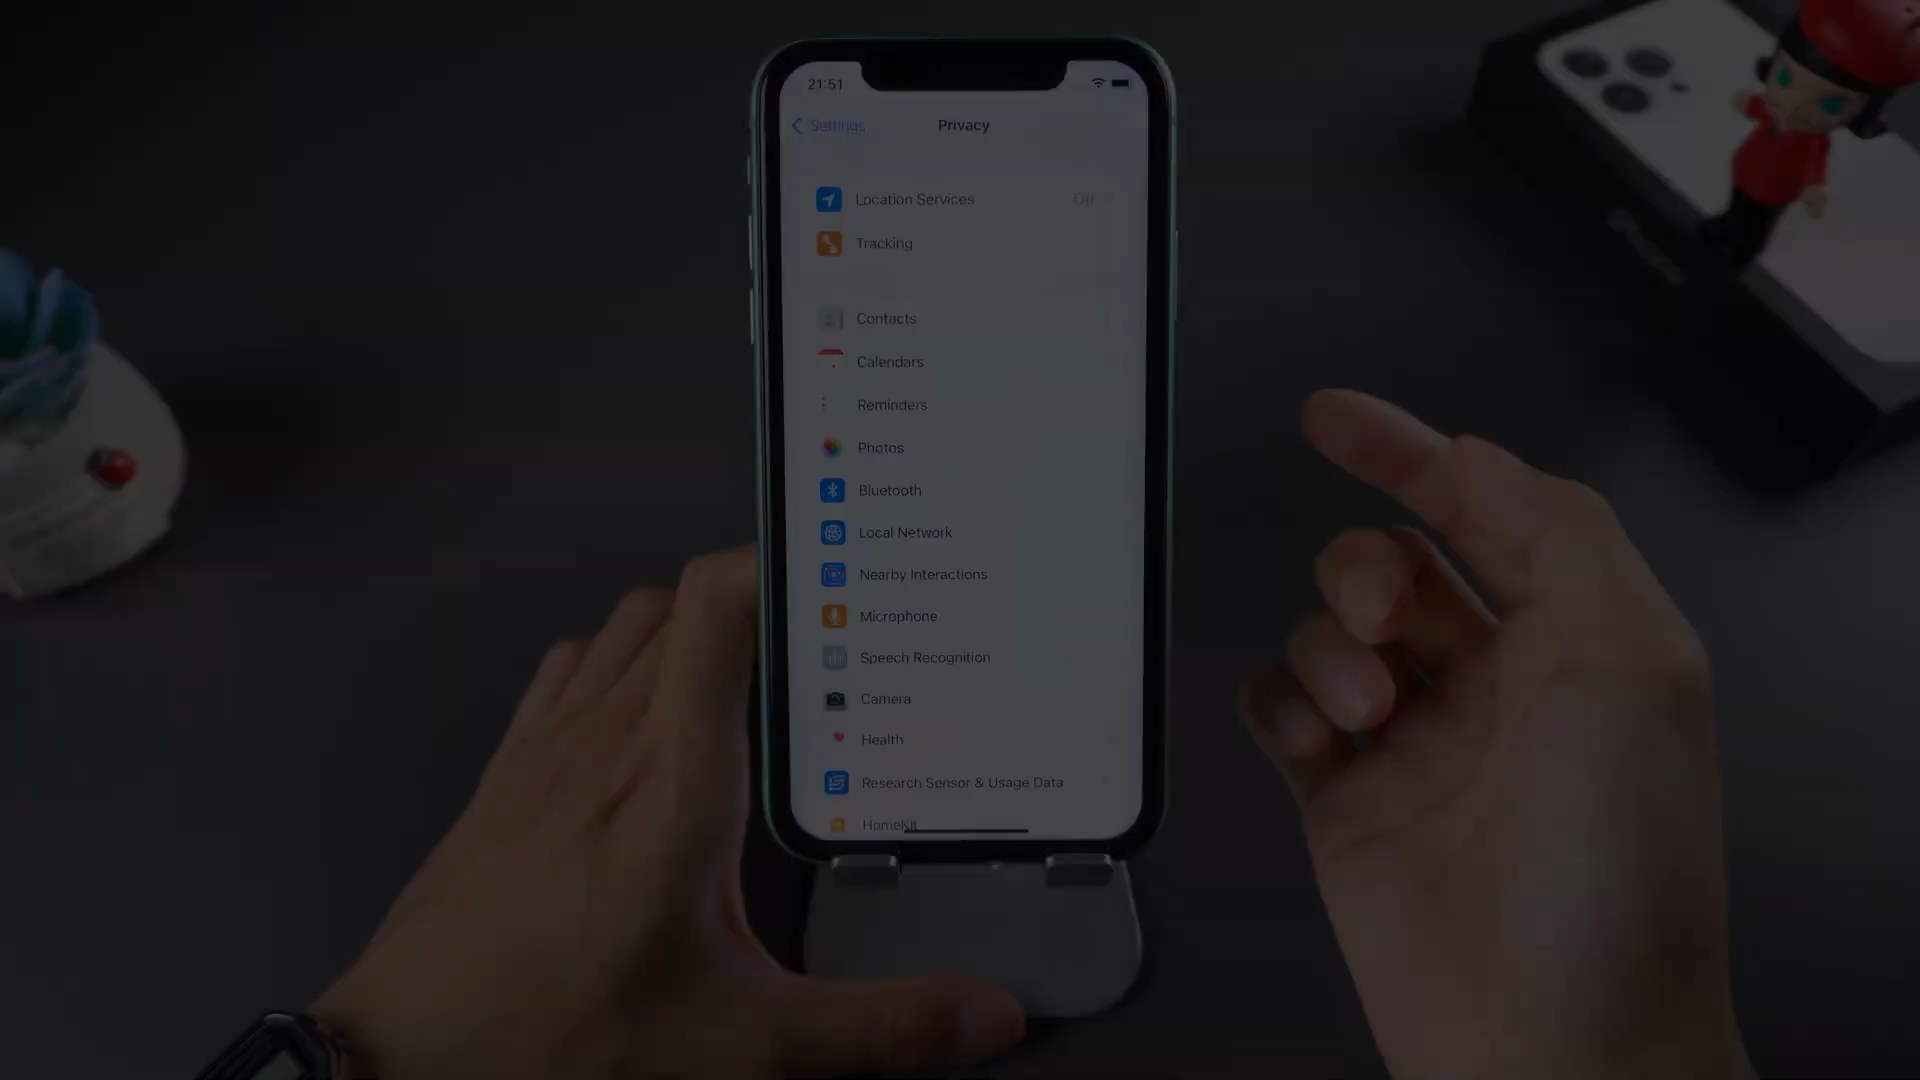 21:51
Settings
Privacy
Location Services
Off
Tracking
Contacts
Calendars
Reminders
Photos
Bluetooth
Local Network
Nearby Interactions
Microphone
Speech Recognition
Camera
Health
Research Sensor & Usage Data
HomeKit